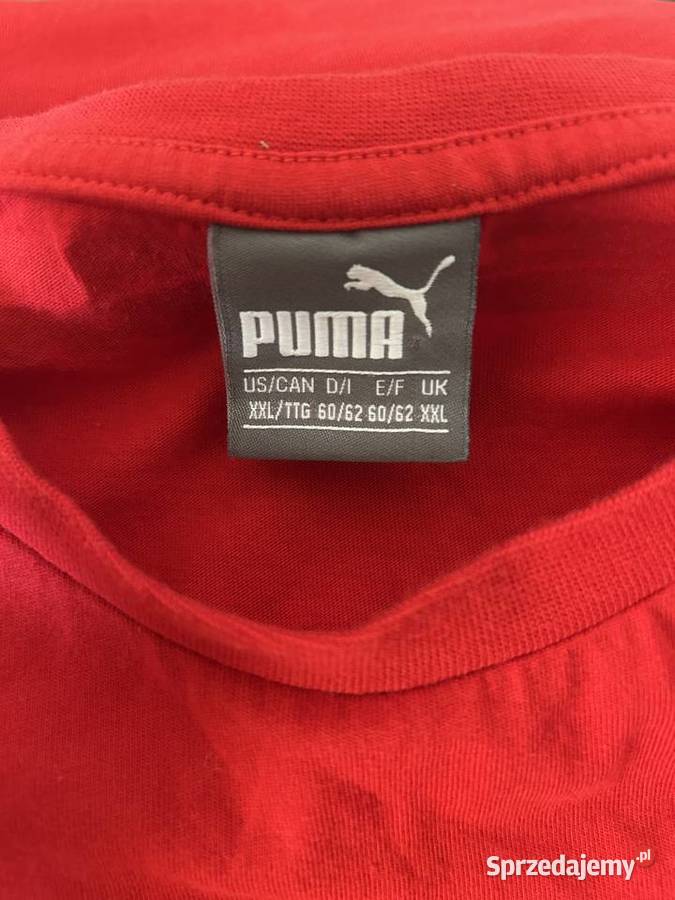 PUMA
US/CAN D/I E/F UK
XXL/TTG 60/62 60/62 XXL
Sprzedajemy.pl